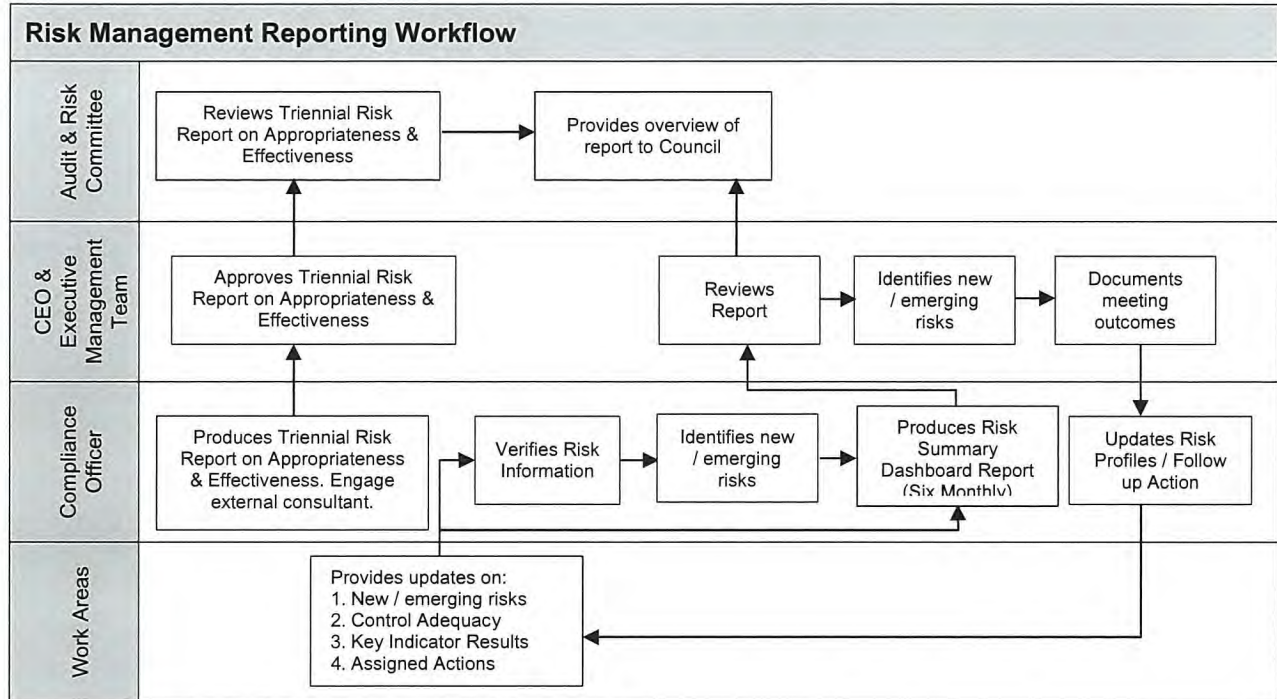 Risk Management Reporting Workflow
Audit & Risk
Committee
Reviews Triennial Risk
Report on Appropriateness &
Effectiveness
Provides overview of
report to Council
CEO &
Executive
Management
Team
Approves Triennial Risk
Report on Appropriateness &
Effectiveness
Reviews
Report
Identifies new
/ emerging
risks
Documents
meeting
outcomes
Compliance
Officer
Produces Triennial Risk
Report on Appropriateness
& Effectiveness. Engage
external consultant.
Verifies Risk
Information
Identifies new
/ emerging
risks
Produces Risk
Summary
Dashboard Report
(Six Monthly)
Updates Risk
Profiles / Follow
up Action
Work Areas
Provides updates on:
1. New / emerging risks
2. Control Adequacy
3. Key Indicator Results
4. Assigned Actions